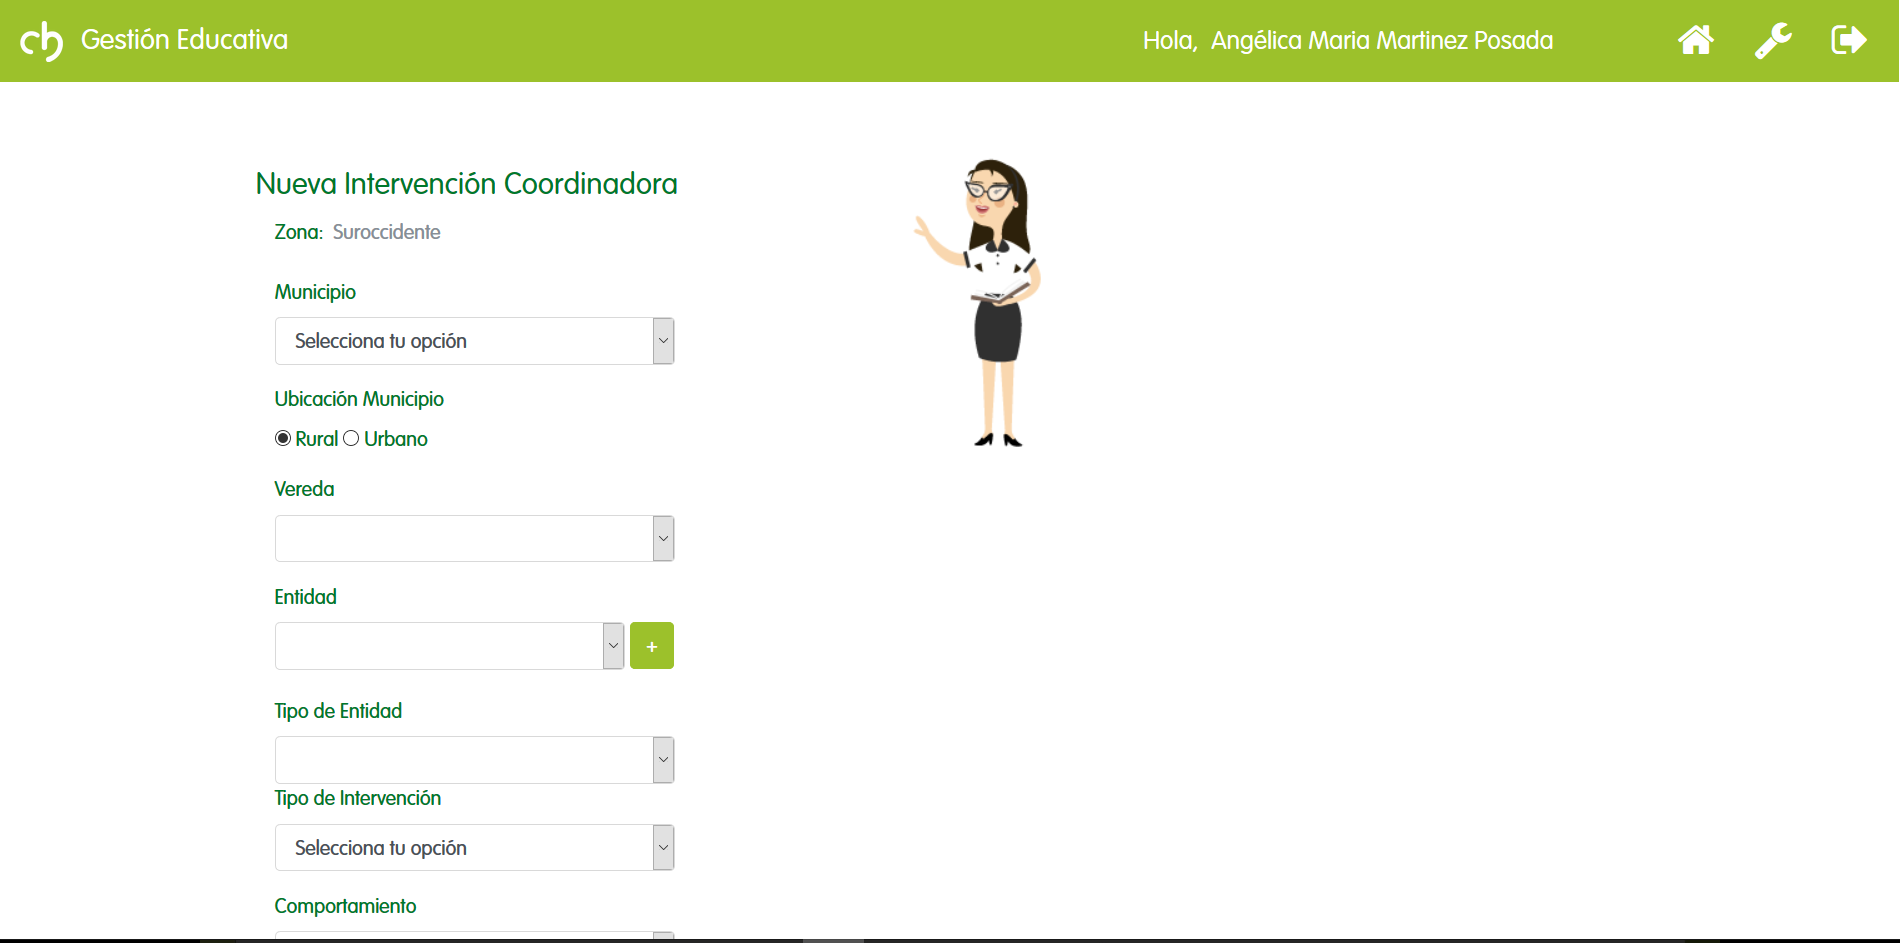 cb Gestión Educativa
Hola, Angélica Maria Martinez Posada
Nueva Intervención Coordinadora
Zona: Suroccidente
Municipio
Selecciona tu opción
Ubicación Municipio
Rural Urbano
Vereda
Entidad
+
Tipo de Entidad
Tipo de Intervención
Selecciona tu opción
Comportamiento